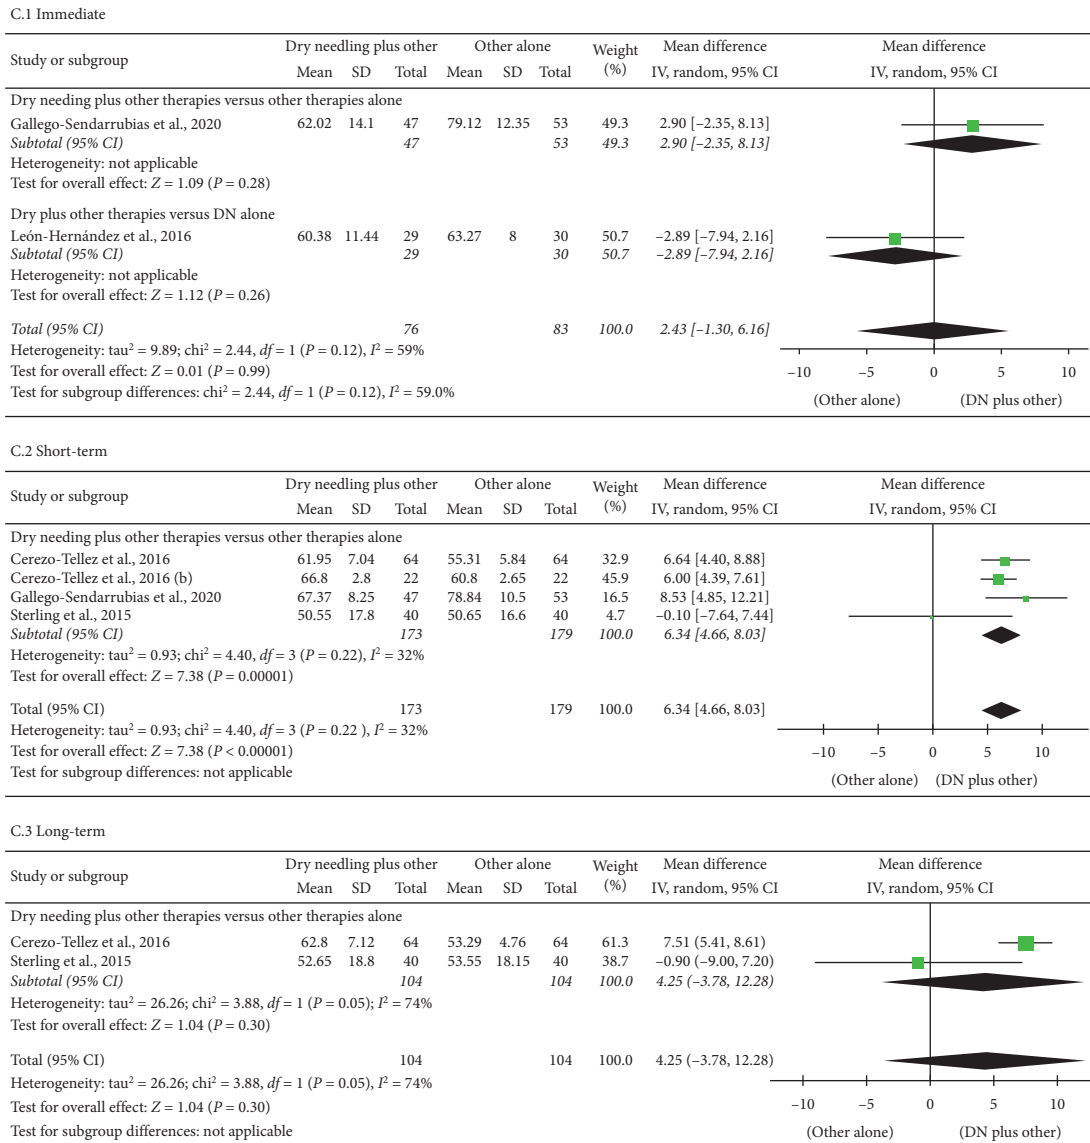 C.1 Immediate
Study or subgroup Dry needling plus other Other alone Weight (%) Mean difference Mean difference
Mean SD Total Mean SD Total IV, random, 95% CI IV, random, 95% CI
Dry needing plus other therapies versus other therapies alone
Gallego-Sendarrubias et al., 2020 62.02 14.1 47 79.12 12.35 53 49.3 2.90 [–2.35, 8.13]
Subtotal (95% CI) 47 53 49.3 2.90 [–2.35, 8.13]
Heterogeneity: not applicable
Test for overall effect: Z = 1.09 (P = 0.28)
Dry plus other therapies versus DN alone
León-Hernández et al., 2016 60.38 11.44 29 63.27 8 30 50.7 –2.89 [–7.94, 2.16]
Subtotal (95% CI) 29 30 50.7 –2.89 [–7.94, 2.16]
Heterogeneity: not applicable
Test for overall effect: Z = 1.12 (P = 0.26)
Total (95% CI) 76 83 100.0 2.43 [–1.30, 6.16]
Heterogeneity: tau² = 9.89; chi² = 2.44, df = 1 (P = 0.12), I² = 59%
Test for overall effect: Z = 0.01 (P = 0.99)
Test for subgroup differences: chi² = 2.44, df = 1 (P = 0.12), I² = 59.0%
–10 –5 0 5 10
(Other alone) (DN plus other)
C.2 Short-term
Study or subgroup Dry needling plus other Other alone Weight (%) Mean difference Mean difference
Mean SD Total Mean SD Total IV, random, 95% CI IV, random, 95% CI
Dry needing plus other therapies versus other therapies alone
Cerezo-Tellez et al., 2016 61.95 7.04 64 55.31 5.84 64 32.9 6.64 [4.40, 8.88]
Cerezo-Tellez et al., 2016 (b) 66.8 2.8 22 60.8 2.65 22 45.9 6.00 [4.39, 7.61]
Gallego-Sendarrubias et al., 2020 67.37 8.25 47 78.84 10.5 53 16.5 8.53 [4.85, 12.21]
Sterling et al., 2015 50.55 17.8 40 50.65 16.6 40 4.7 –0.10 [–7.64, 7.44]
Subtotal (95% CI) 173 179 100.0 6.34 [4.66, 8.03]
Heterogeneity: tau² = 0.93; chi² = 4.40, df = 3 (P = 0.22), I² = 32%
Test for overall effect: Z = 7.38 (P = 0.00001)
Total (95% CI) 173 179 100.0 6.34 [4.66, 8.03]
Heterogeneity: tau² = 0.93; chi² = 4.40, df = 3 (P = 0.22 ), I² = 32%
Test for overall effect: Z = 7.38 (P < 0.00001)
Test for subgroup differences: not applicable
–10 –5 0 5 10
(Other alone) (DN plus other)
C.3 Long-term
Study or subgroup Dry needling plus other Other alone Weight (%) Mean difference Mean difference
Mean SD Total Mean SD Total IV, random, 95% CI IV, random, 95% CI
Dry needing plus other therapies versus other therapies alone
Cerezo-Tellez et al., 2016 62.8 7.12 64 53.29 4.76 64 61.3 7.51 (5.41, 8.61)
Sterling et al., 2015 52.65 18.8 40 53.55 18.15 40 38.7 –0.90 (–9.00, 7.20)
Subtotal (95% CI) 104 104 100.0 4.25 (–3.78, 12.28)
Heterogeneity: tau² = 26.26; chi² = 3.88, df = 1 (P = 0.05); I² = 74%
Test for overall effect: Z = 1.04 (P = 0.30)
Total (95% CI) 104 104 100.0 4.25 (–3.78, 12.28)
Heterogeneity: tau² = 26.26; chi² = 3.88, df = 1 (P = 0.05), I² = 74%
Test for overall effect: Z = 1.04 (P = 0.30)
Test for subgroup differences: not applicable
–10 –5 0 5 10
(Other alone) (DN plus other)